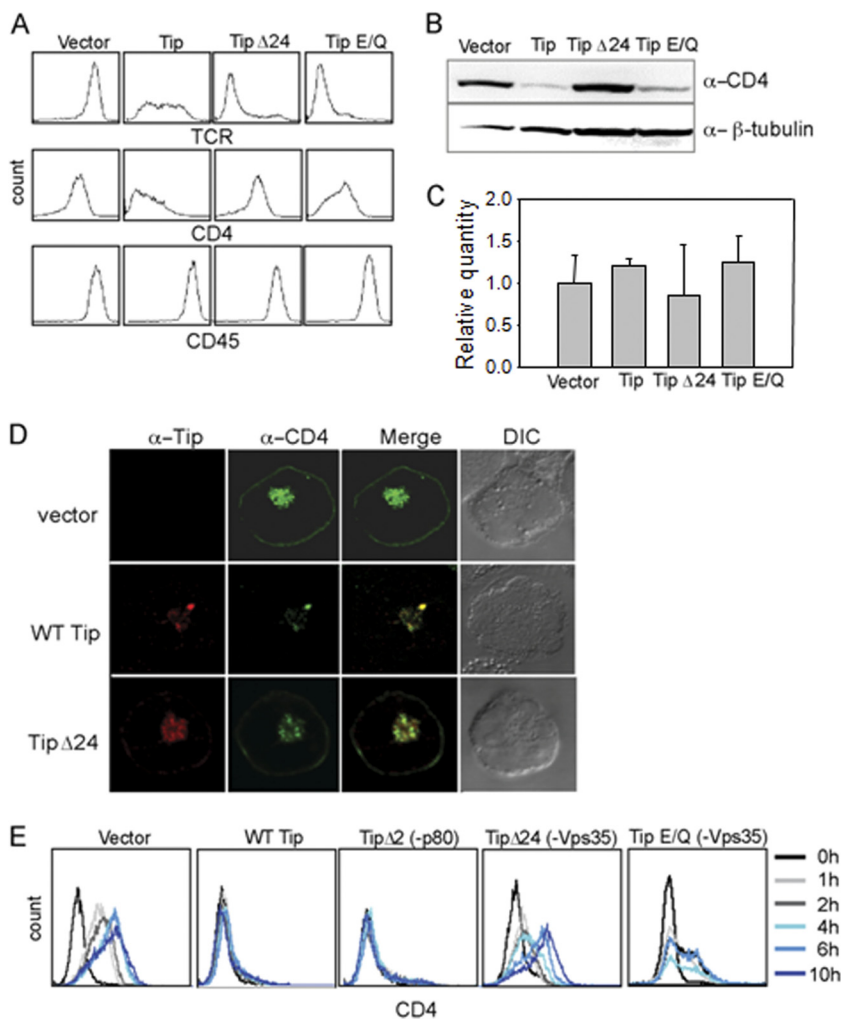 A
Vector Tip Tip Δ24 Tip E/Q
TCR
count
CD4
CD45
B
Vector Tip Tip Δ24 Tip E/Q
α–CD4
α– β-tubulin
C
Relative quantity
2.0
1.5
1.0
0.5
0.0
Vector Tip Tip Δ24 Tip E/Q
D
α–Tip α–CD4 Merge DIC
vector
WT Tip
Tip Δ24
E
Vector WT Tip TipΔ2 (-p80) TipΔ24 (-Vps35) Tip E/Q (-Vps35)
count
0h
1h
2h
4h
6h
10h
CD4